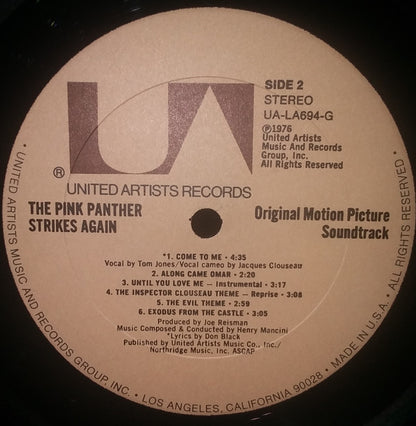 UA
SIDE 2
STEREO
UA-LA694-G
℗1976
United Artists
Music And Records
Group, Inc.
All Rights Reserved
®
UNITED ARTISTS RECORDS
THE PINK PANTHER
STRIKES AGAIN
Original Motion Picture
Soundtrack
*1. COME TO ME • 4:35
Vocal by Tom Jones/Vocal cameo by Jacques Clouseau
2. ALONG CAME OMAR • 2:20
3. UNTIL YOU LOVE ME — Instrumental • 3:17
4. THE INSPECTOR CLOUSEAU THEME — Reprise • 3:08
5. THE EVIL THEME • 2:59
6. EXODUS FROM THE CASTLE • 3:05
Produced by Joe Reisman
Music Composed & Conducted by Henry Mancini
*Lyrics by Don Black
Published by United Artists Music Co., Inc./
Northridge Music, Inc. ASCAP
• UNITED ARTISTS MUSIC AND RECORDS GROUP, INC. • LOS ANGELES, CALIFORNIA 90028 • MADE IN U.S.A. • ALL RIGHTS RESERVED •